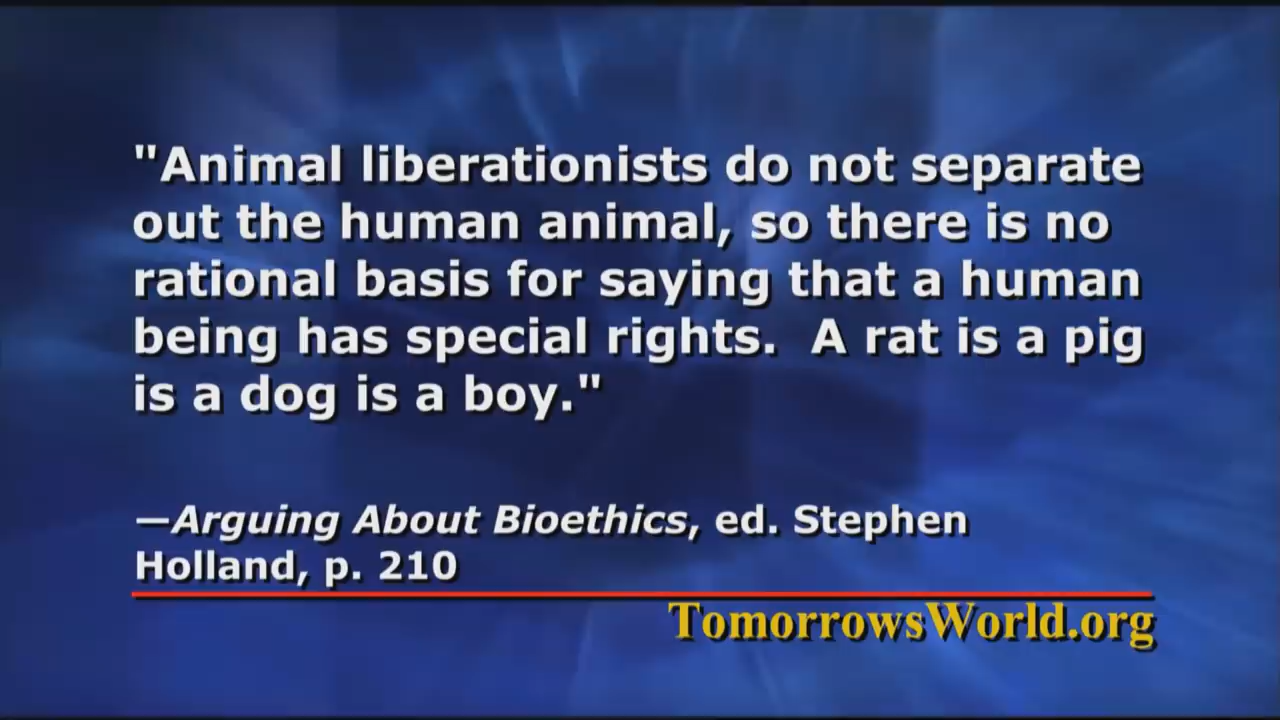 "Animal liberationists do not separate
out the human animal, so there is no
rational basis for saying that a human
being has special rights.  A rat is a pig
is a dog is a boy."
—Arguing About Bioethics, ed. Stephen
Holland, p. 210
TomorrowsWorld.org